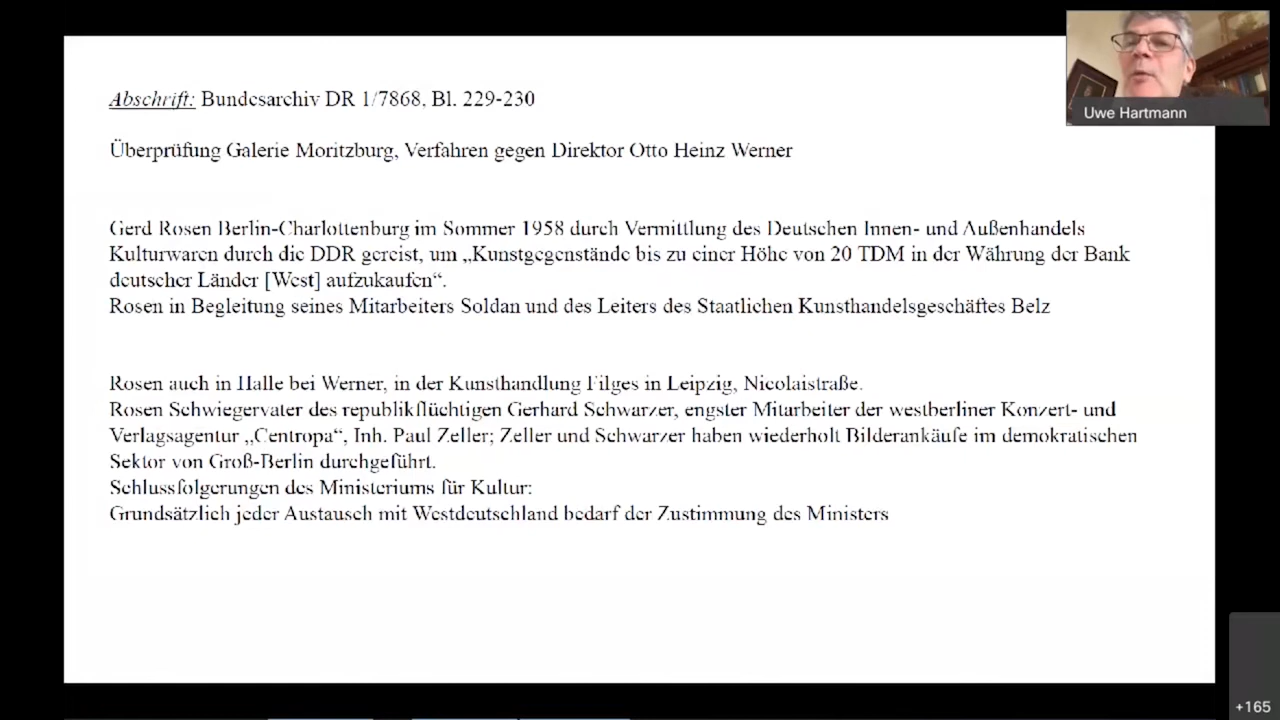 Abschrift: Bundesarchiv DR 1/7868, Bl. 229-230
Überprüfung Galerie Moritzburg, Verfahren gegen Direktor Otto Heinz Werner
Gerd Rosen Berlin-Charlottenburg im Sommer 1958 durch Vermittlung des Deutschen Innen- und Außenhandels
Kulturwaren durch die DDR gereist, um „Kunstgegenstände bis zu einer Höhe von 20 TDM in der Währung der Bank
deutscher Länder [West] aufzukaufen“.
Rosen in Begleitung seines Mitarbeiters Soldan und des Leiters des Staatlichen Kunsthandelsgeschäftes Belz
Rosen auch in Halle bei Werner, in der Kunsthandlung Filges in Leipzig, Nicolaistraße.
Rosen Schwiegervater des republikflüchtigen Gerhard Schwarzer, engster Mitarbeiter der westberliner Konzert- und
Verlagsagentur „Centropa“, Inh. Paul Zeller; Zeller und Schwarzer haben wiederholt Bilderankäufe im demokratischen
Sektor von Groß-Berlin durchgeführt.
Schlussfolgerungen des Ministeriums für Kultur:
Grundsätzlich jeder Austausch mit Westdeutschland bedarf der Zustimmung des Ministers
Uwe Hartmann
+165